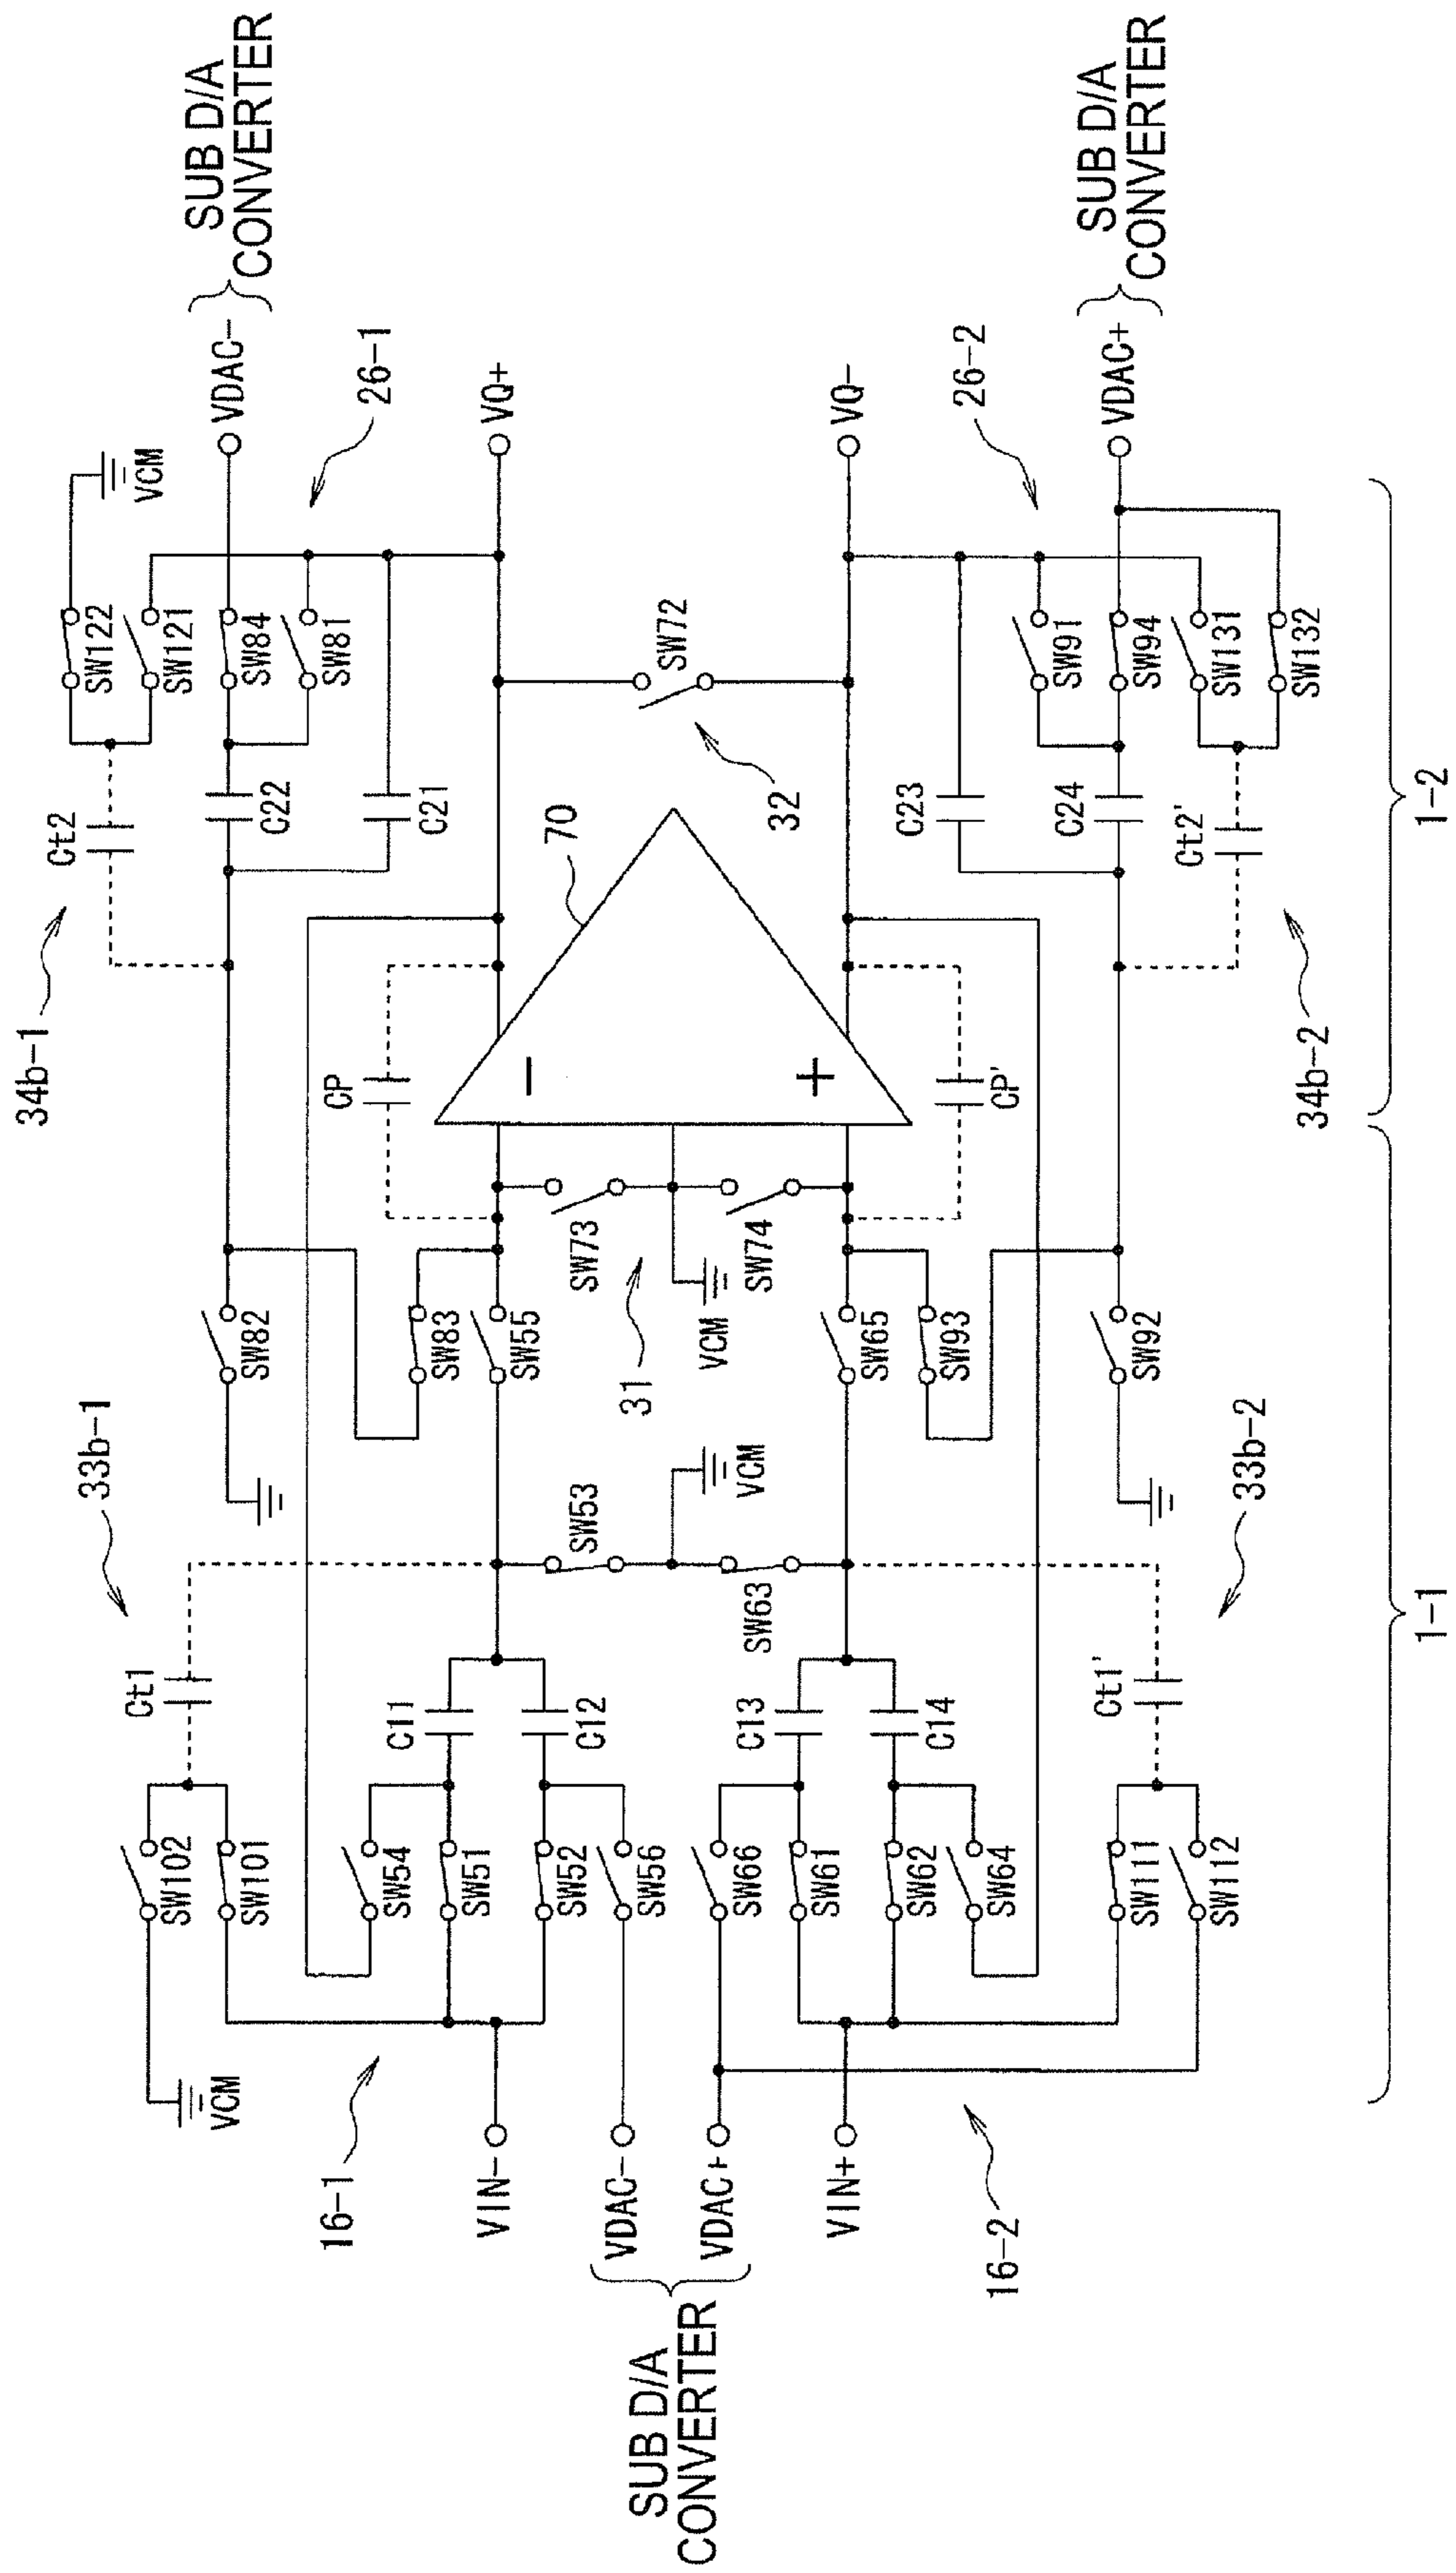 33b-1
34b-1
SW102
SW101
Ct1
VCM
SW82
Ct2
SW122
SW121
SW84
SW81
VCM
VDAC-
SUB D/A
CONVERTER
26-1
16-1
SW54
SW51
C11
C12
SW52
SW56
SW83
SW55
CP
C22
C21
VQ+
VIN-
VDAC-
SUB D/A
CONVERTER
VDAC+
VIN+
SW53
VCM
SW63
SW73
31
SW74
VCM
-
+
70
32
SW72
SW66
SW61
C13
C14
SW62
SW64
SW65
SW93
CP'
C23
C24
VQ-
16-2
26-2
SW91
SW94
SW131
SW132
VDAC+
SUB D/A
CONVERTER
SW111
SW112
Ct1'
33b-2
SW92
Ct2'
34b-2
1-1
1-2